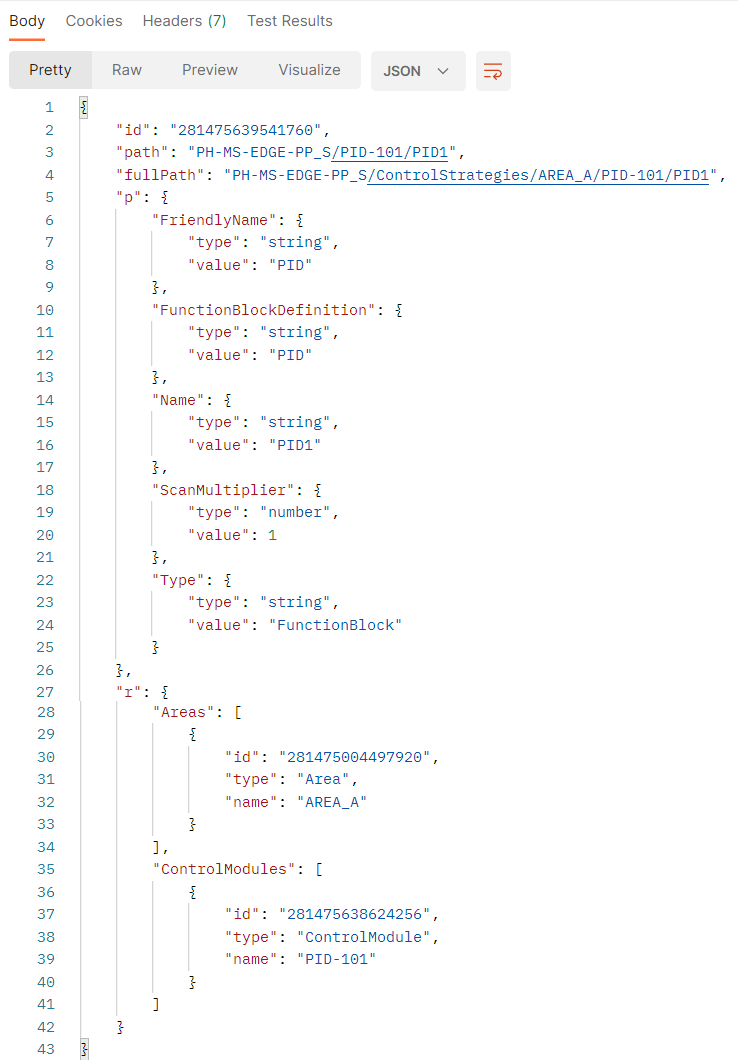 Body Cookies Headers (7) Test Results
Pretty Raw Preview Visualize JSON
1 {
2 "id": "281475639541760",
3 "path": "PH-MS-EDGE-PP_S/PID-101/PID1",
4 "fullPath": "PH-MS-EDGE-PP_S/ControlStrategies/AREA_A/PID-101/PID1",
5 "p": {
6 "FriendlyName": {
7 "type": "string",
8 "value": "PID"
9 },
10 "FunctionBlockDefinition": {
11 "type": "string",
12 "value": "PID"
13 },
14 "Name": {
15 "type": "string",
16 "value": "PID1"
17 },
18 "ScanMultiplier": {
19 "type": "number",
20 "value": 1
21 },
22 "Type": {
23 "type": "string",
24 "value": "FunctionBlock"
25 }
26 },
27 "r": {
28 "Areas": [
29 {
30 "id": "281475004497920",
31 "type": "Area",
32 "name": "AREA_A"
33 }
34 ],
35 "ControlModules": [
36 {
37 "id": "281475638624256",
38 "type": "ControlModule",
39 "name": "PID-101"
40 }
41 ]
42 }
43 }